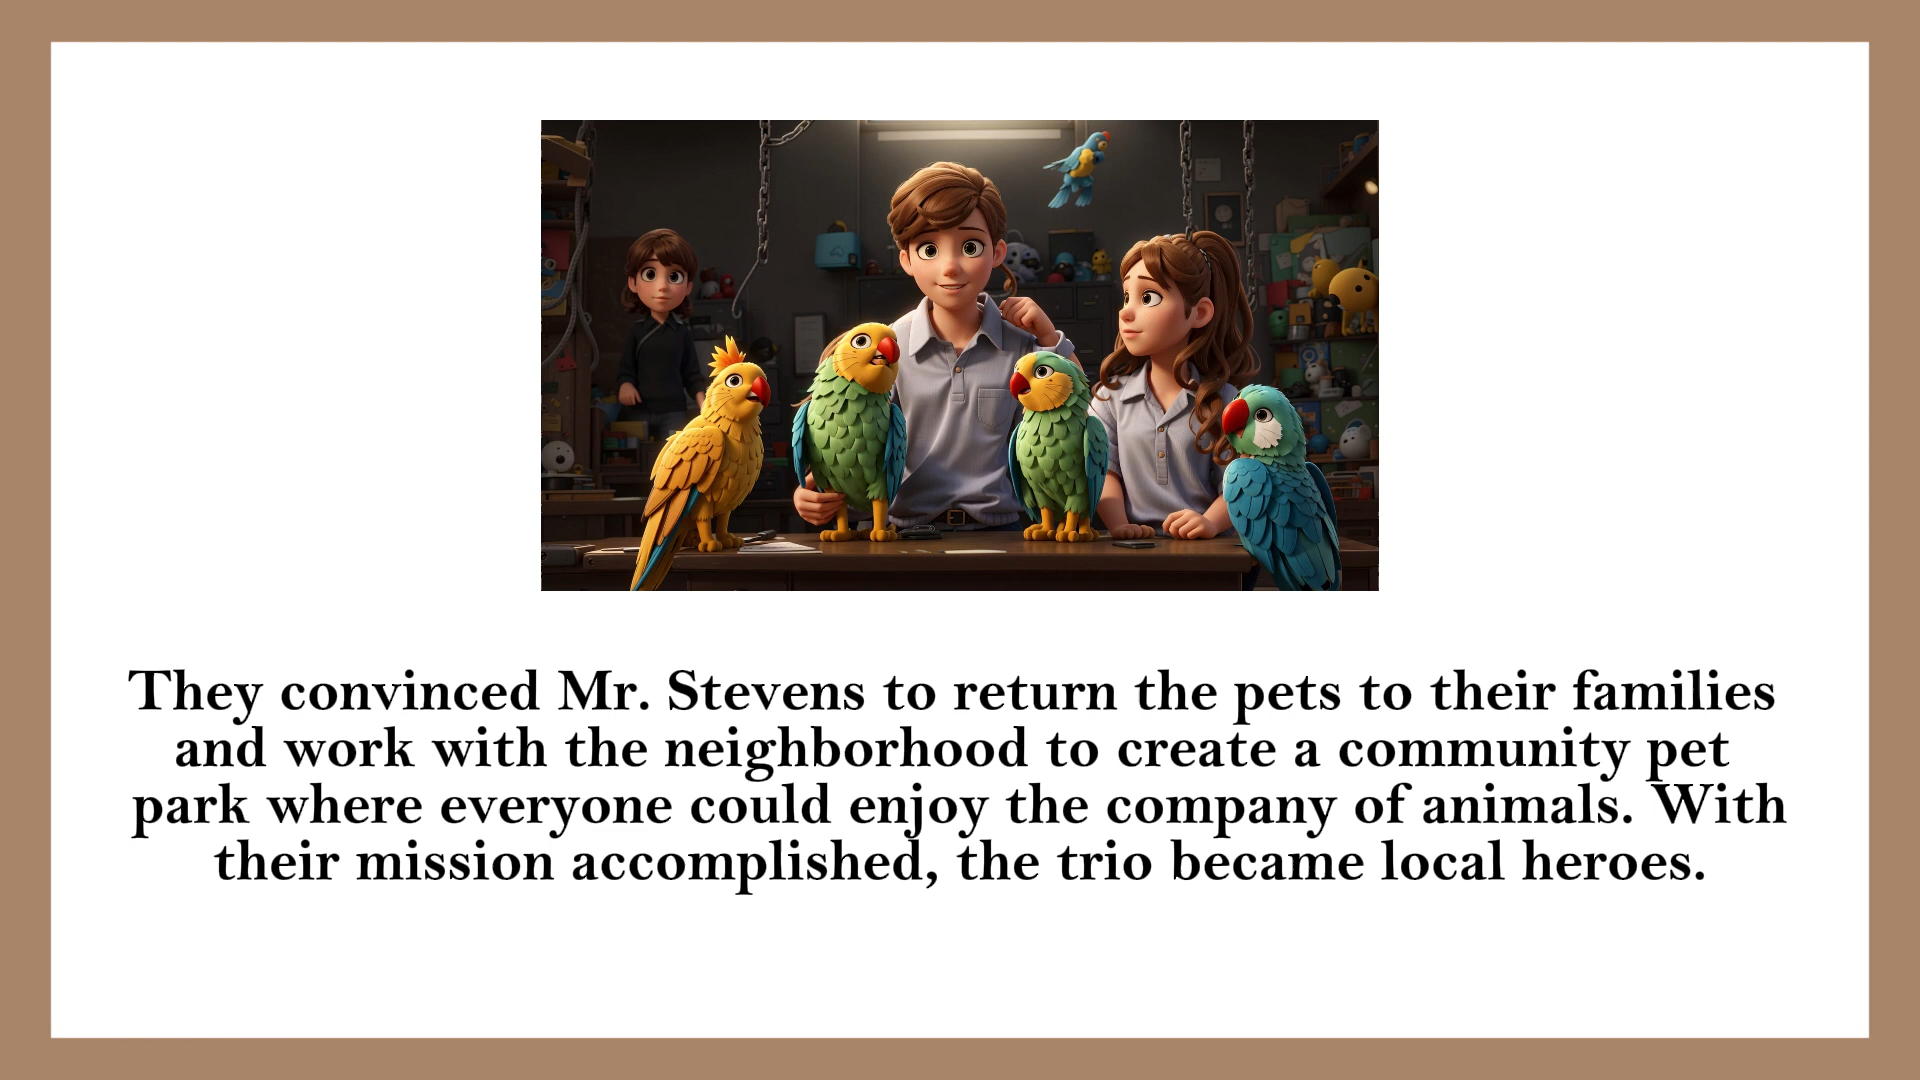 They convinced Mr. Stevens to return the pets to their families
and work with the neighborhood to create a community pet
park where everyone could enjoy the company of animals. With
their mission accomplished, the trio became local heroes.